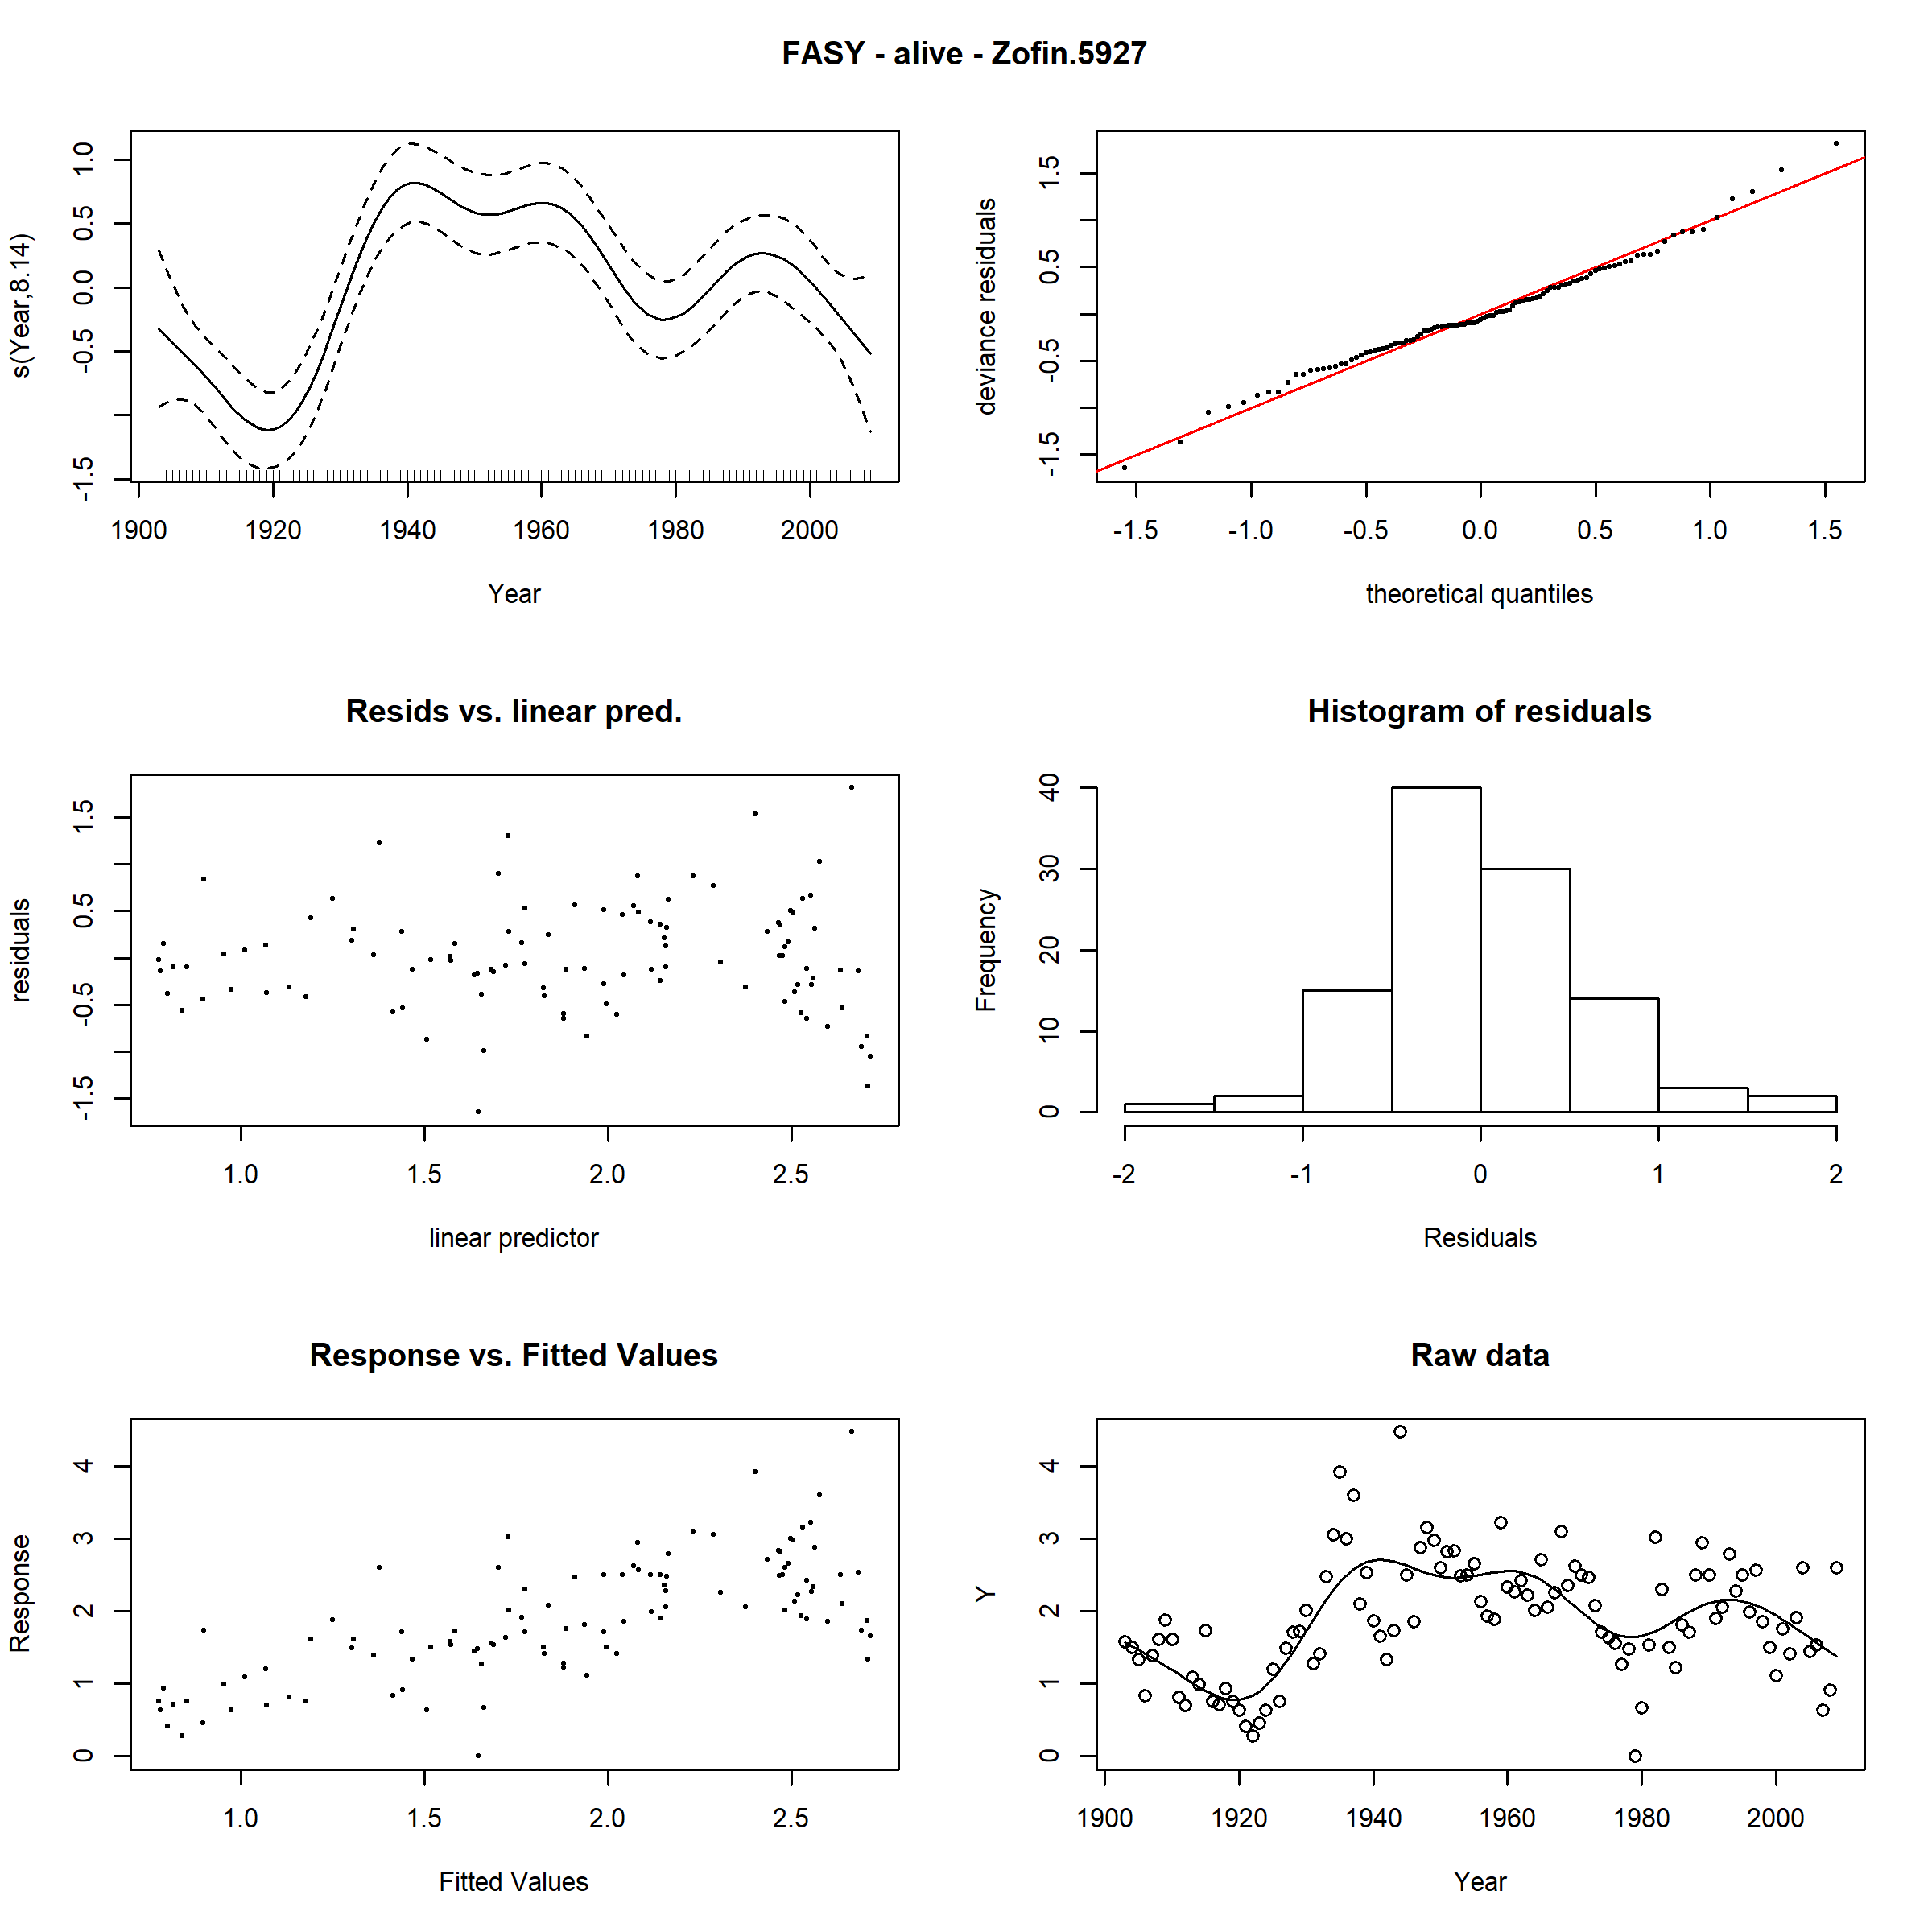 FASY - alive - Zofin.5927
s(Year,8.14)
-1.5 -0.5 0.0 0.5 1.0
1900 1920 1940 1960 1980 2000
Year
deviance residuals
-1.5 -0.5 0.5 1.5
-1.5 -1.0 -0.5 0.0 0.5 1.0 1.5
theoretical quantiles
Resids vs. linear pred.
residuals
-1.5 -0.5 0.5 1.5
1.0 1.5 2.0 2.5
linear predictor
Histogram of residuals
Frequency
0 10 20 30 40
-2 -1 0 1 2
Residuals
Response vs. Fitted Values
Response
0 1 2 3 4
1.0 1.5 2.0 2.5
Fitted Values
Raw data
Y
0 1 2 3 4
1900 1920 1940 1960 1980 2000
Year